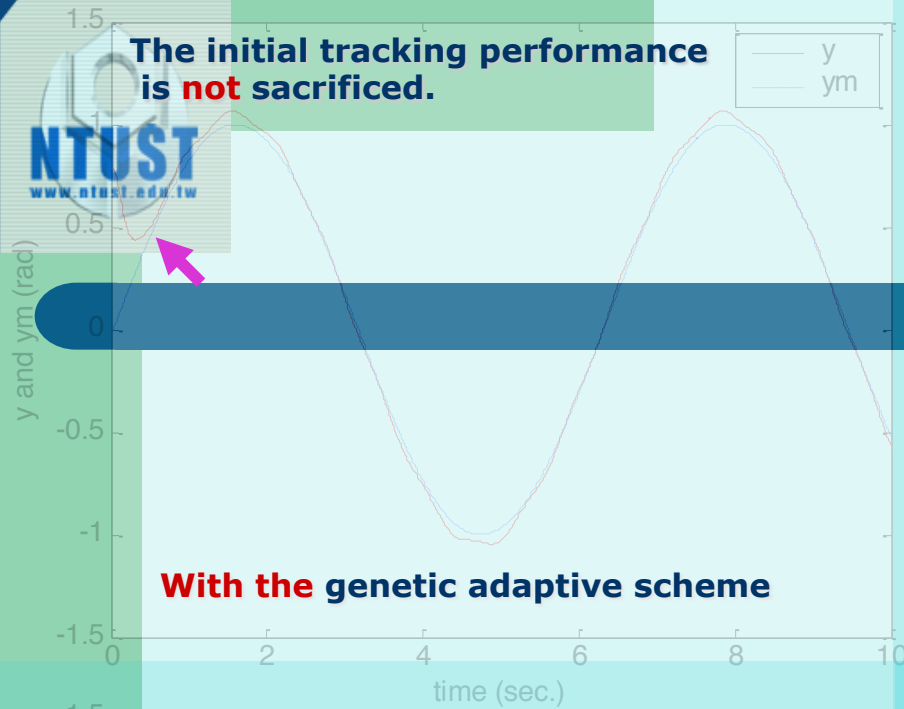 1.5
The initial tracking performance
is not sacrificed.
y
ym
1
NTUST
www.ntust.edu.tw
0.5
y and ym (rad)
0
-0.5
-1
With the genetic adaptive scheme
-1.5
0 2 4 6 8 10
time (sec.)
1.5